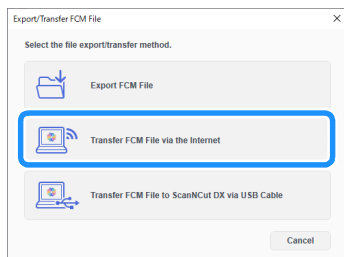 Export/Transfer FCM File
Select the file export/transfer method.
Export FCM File
Transfer FCM File via the Internet
Transfer FCM File to ScanNCut DX via USB Cable
Cancel